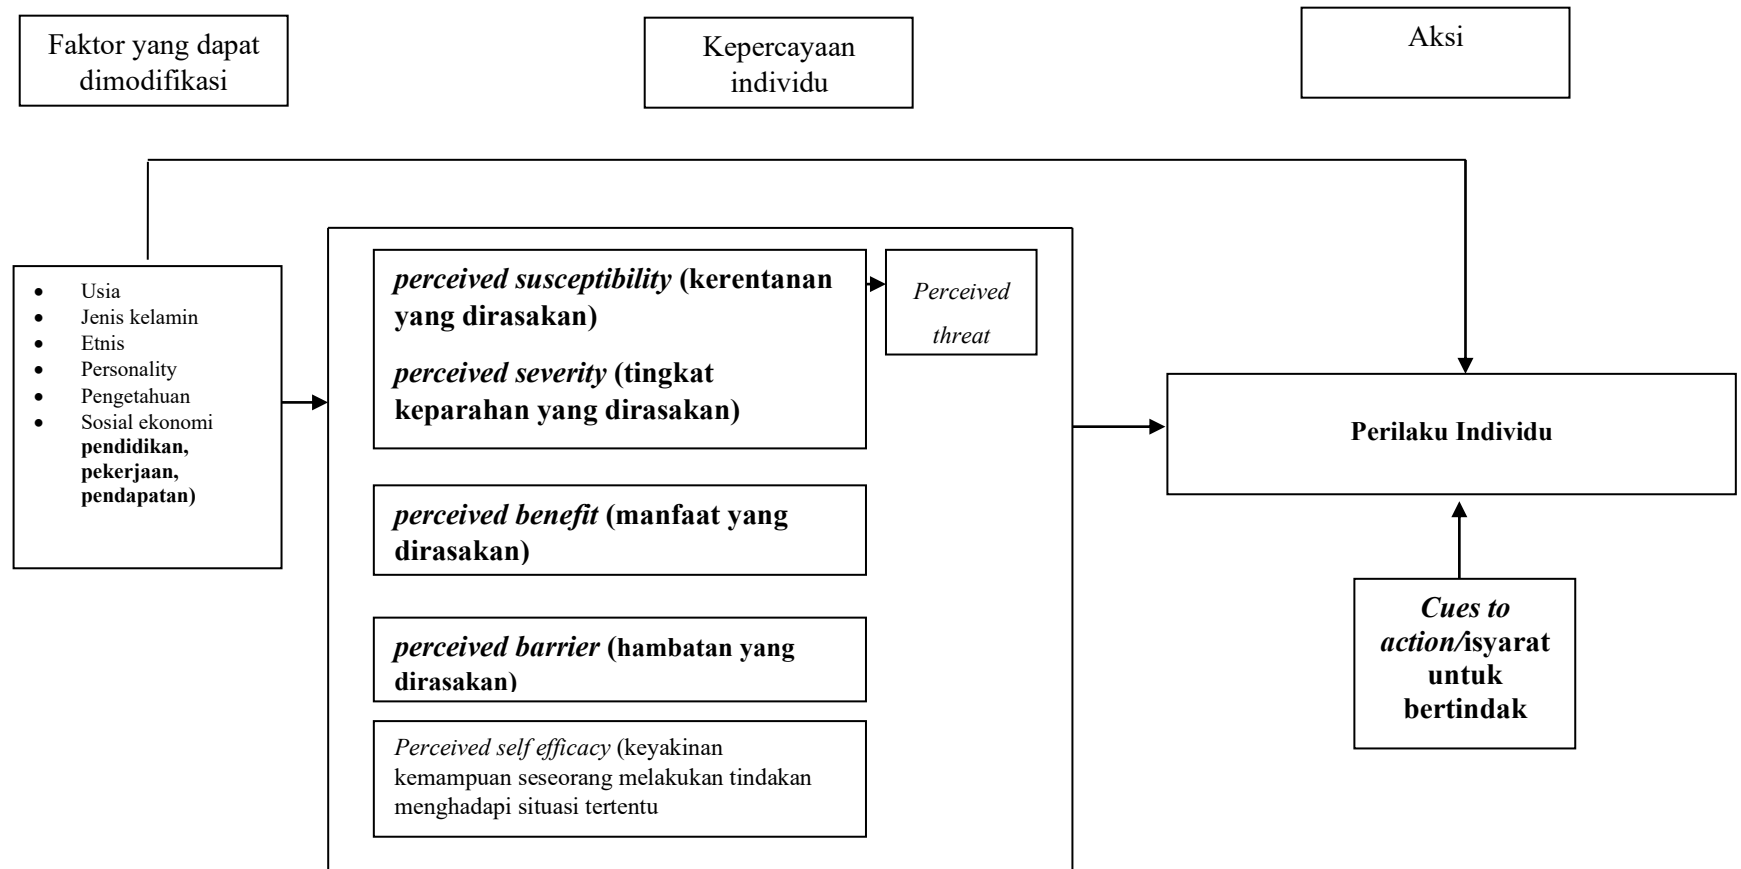 Faktor yang dapat
dimodifikasi
Kepercayaan
individu
Aksi
• Usia
• Jenis kelamin
• Etnis
• Personality
• Pengetahuan
• Sosial ekonomi
pendidikan,
pekerjaan,
pendapatan)
perceived susceptibility (kerentanan
yang dirasakan)
perceived severity (tingkat
keparahan yang dirasakan)
Perceived
threat
perceived benefit (manfaat yang
dirasakan)
perceived barrier (hambatan yang
dirasakan)
Perceived self efficacy (keyakinan
kemampuan seseorang melakukan tindakan
menghadapi situasi tertentu
Perilaku Individu
Cues to
action/isyarat
untuk
bertindak